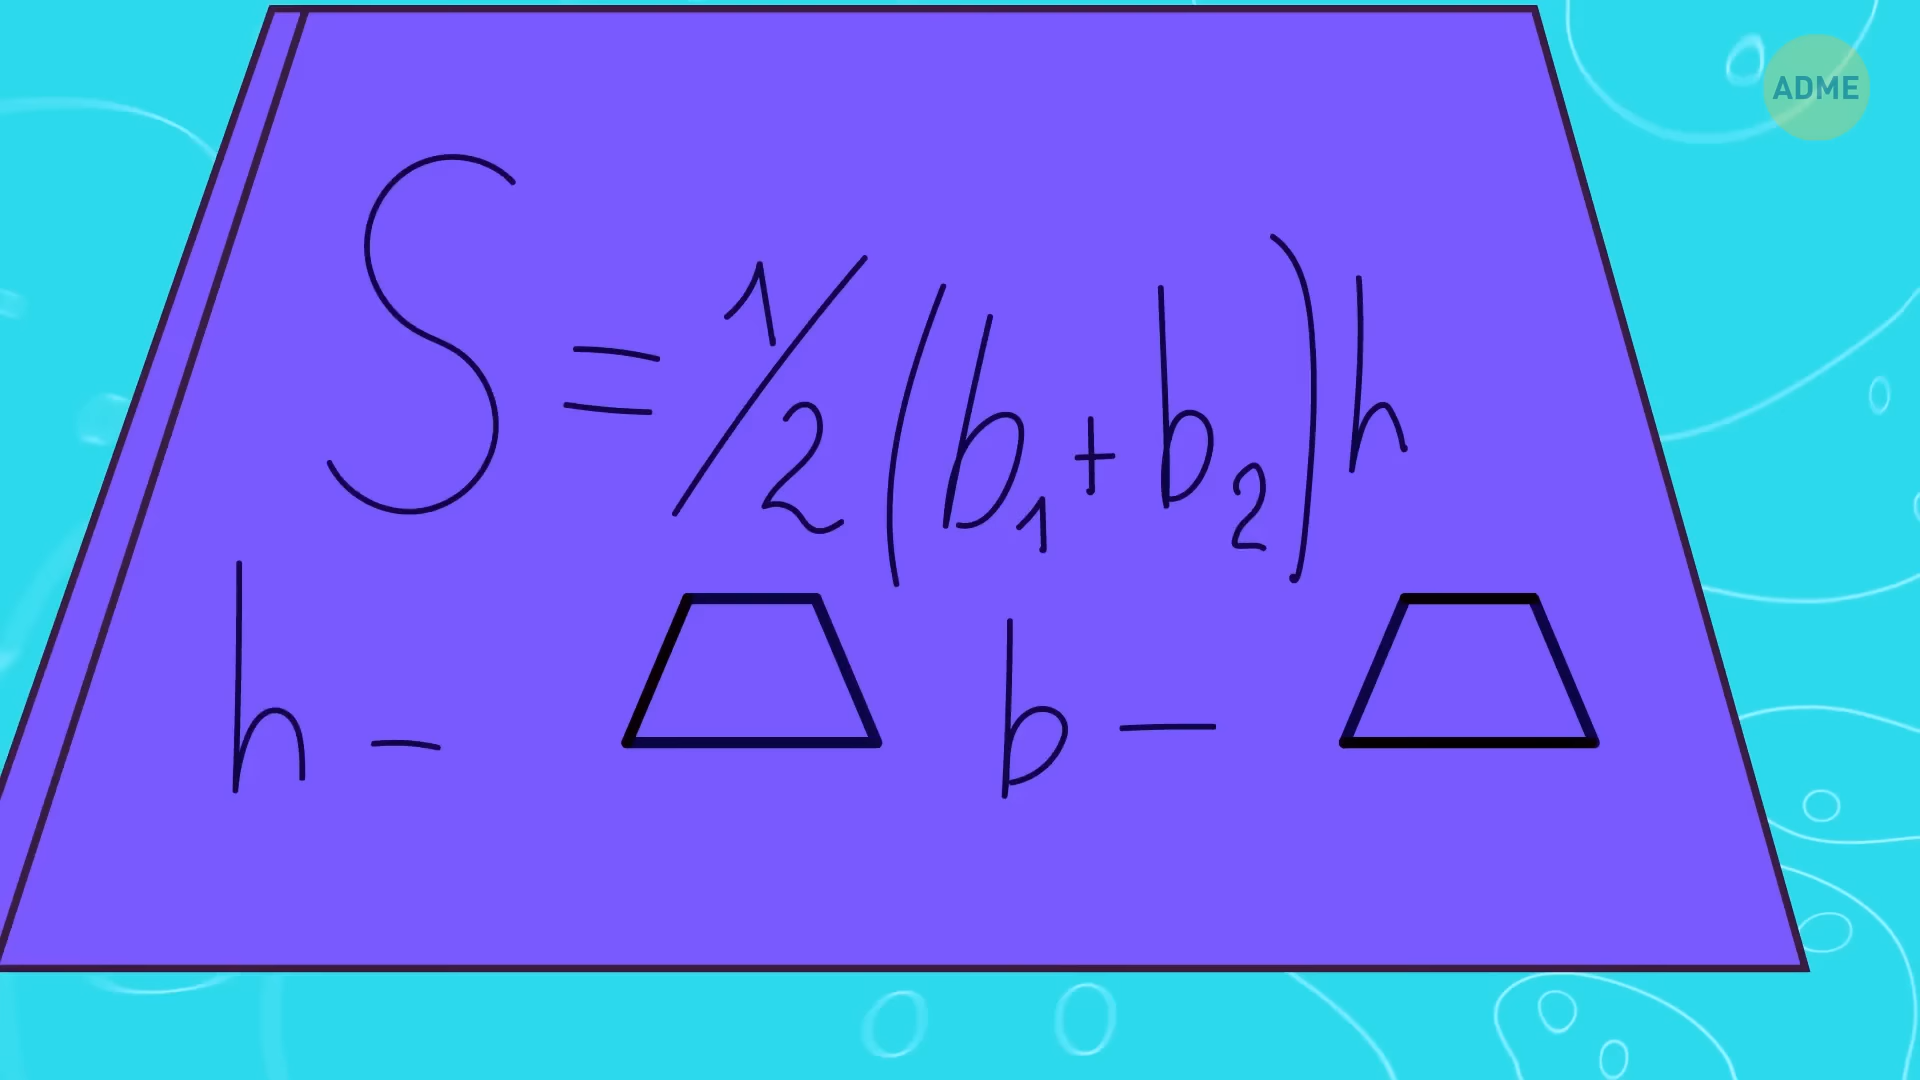 ADME
S = 1/2 (b₁ + b₂) h
h – b –